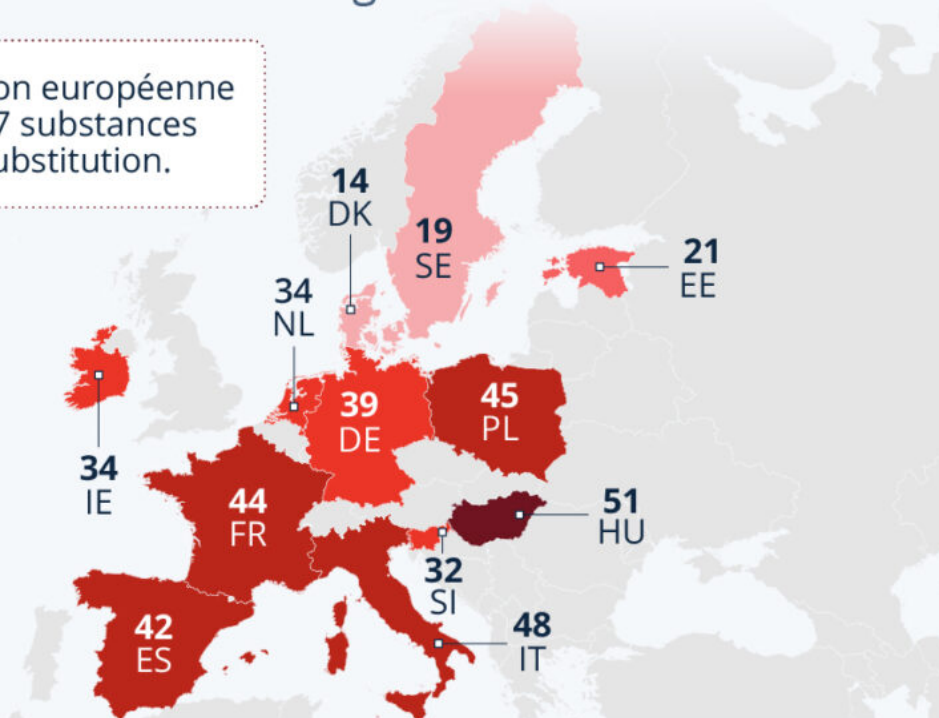 on européenne
7 substances
ubstitution.
14
DK
19
SE
21
EE
34
NL
39
DE
45
PL
34
IE
44
FR
51
HU
32
SI
42
ES
48
IT